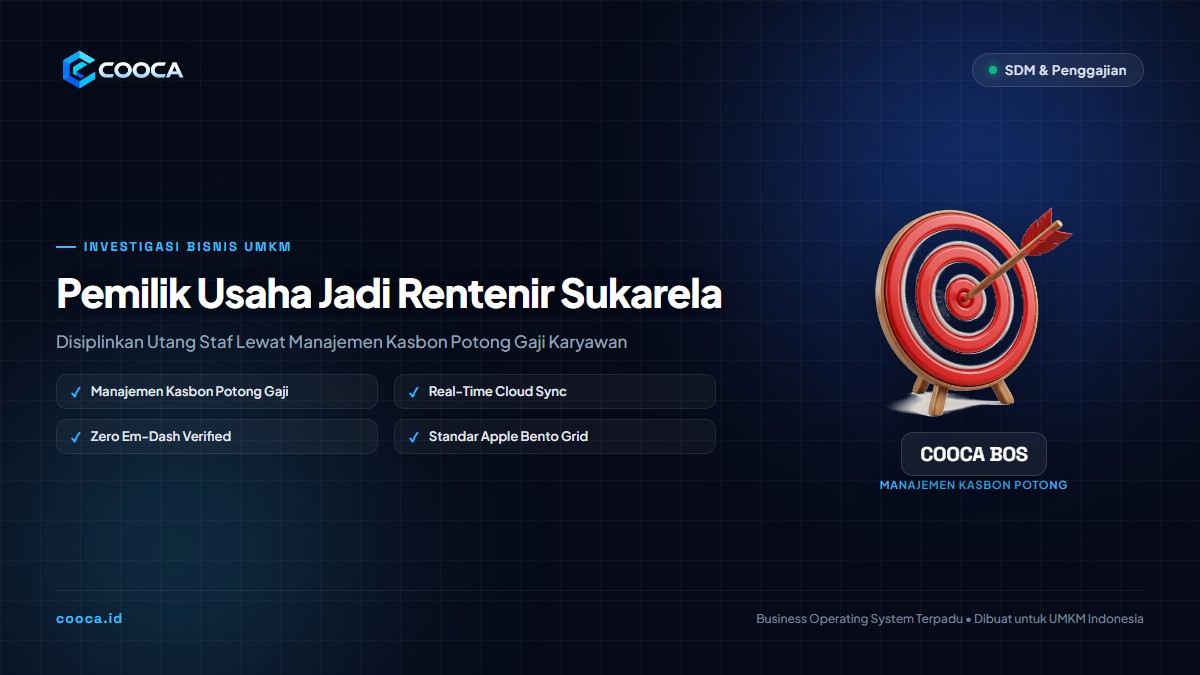 COOCA
SDM & Penggajian
INVESTIGASI BISNIS UMKM
Pemilik Usaha Jadi Rentenir Sukarela
Disiplinkan Utang Staf Lewat Manajemen Kasbon Potong Gaji Karyawan
✓ Manajemen Kasbon Potong Gaji
✓ Real-Time Cloud Sync
✓ Zero Em-Dash Verified
✓ Standar Apple Bento Grid
COOCA BOS
MANAJEMEN KASBON POTONG
cooca.id
Business Operating System Terpadu • Dibuat untuk UMKM Indonesia